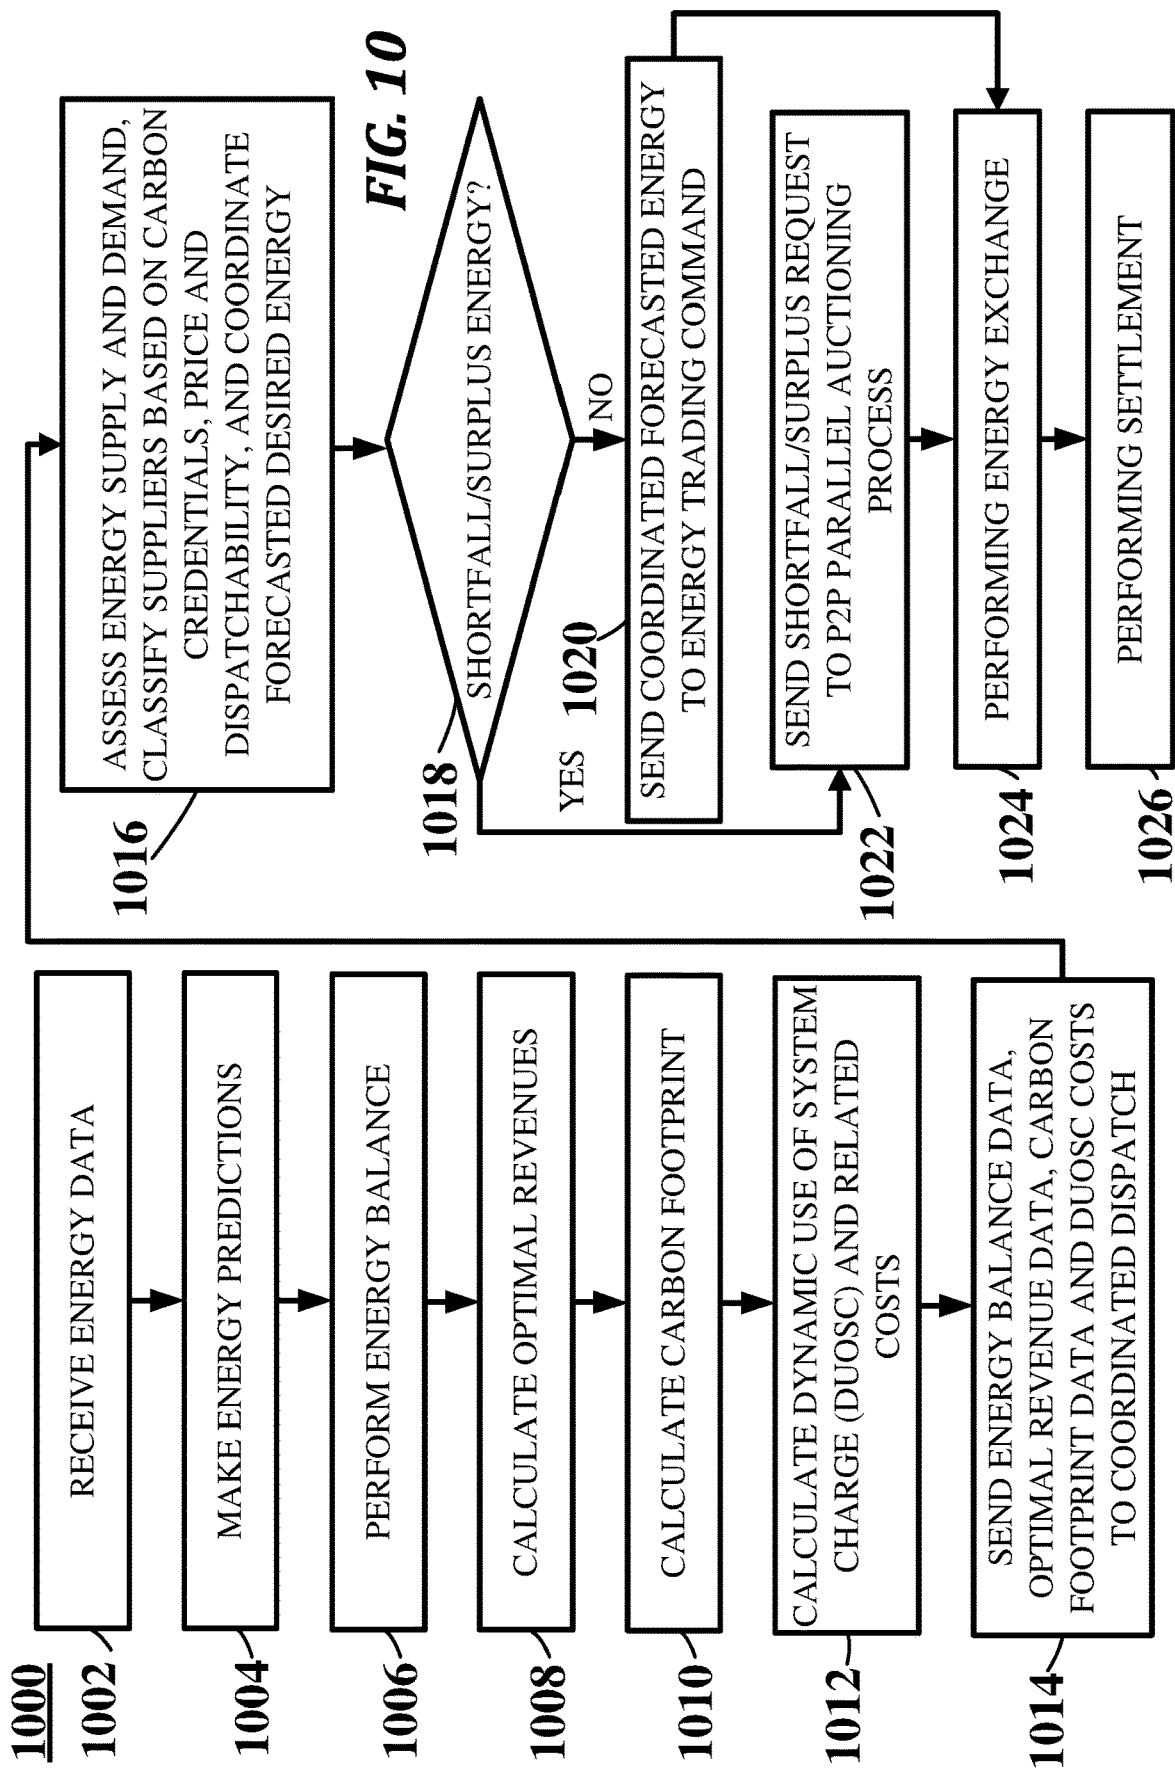 1000
1002
RECEIVE ENERGY DATA
1004
MAKE ENERGY PREDICTIONS
1006
PERFORM ENERGY BALANCE
1008
CALCULATE OPTIMAL REVENUES
1010
CALCULATE CARBON FOOTPRINT
1012
CALCULATE DYNAMIC USE OF SYSTEM
CHARGE (DUOSC) AND RELATED
COSTS
1014
SEND ENERGY BALANCE DATA,
OPTIMAL REVENUE DATA, CARBON
FOOTPRINT DATA AND DUOSC COSTS
TO COORDINATED DISPATCH
1016
ASSESS ENERGY SUPPLY AND DEMAND,
CLASSIFY SUPPLIERS BASED ON CARBON
CREDENTIALS, PRICE AND
DISPATCHABILITY, AND COORDINATE
FORECASTED DESIRED ENERGY
FIG. 10
1018
SHORTFALL/SURPLUS ENERGY?
YES
NO
1020
SEND COORDINATED FORECASTED ENERGY
TO ENERGY TRADING COMMAND
1022
SEND SHORTFALL/SURPLUS REQUEST
TO P2P PARALLEL AUCTIONING
PROCESS
1024
PERFORMING ENERGY EXCHANGE
1026
PERFORMING SETTLEMENT